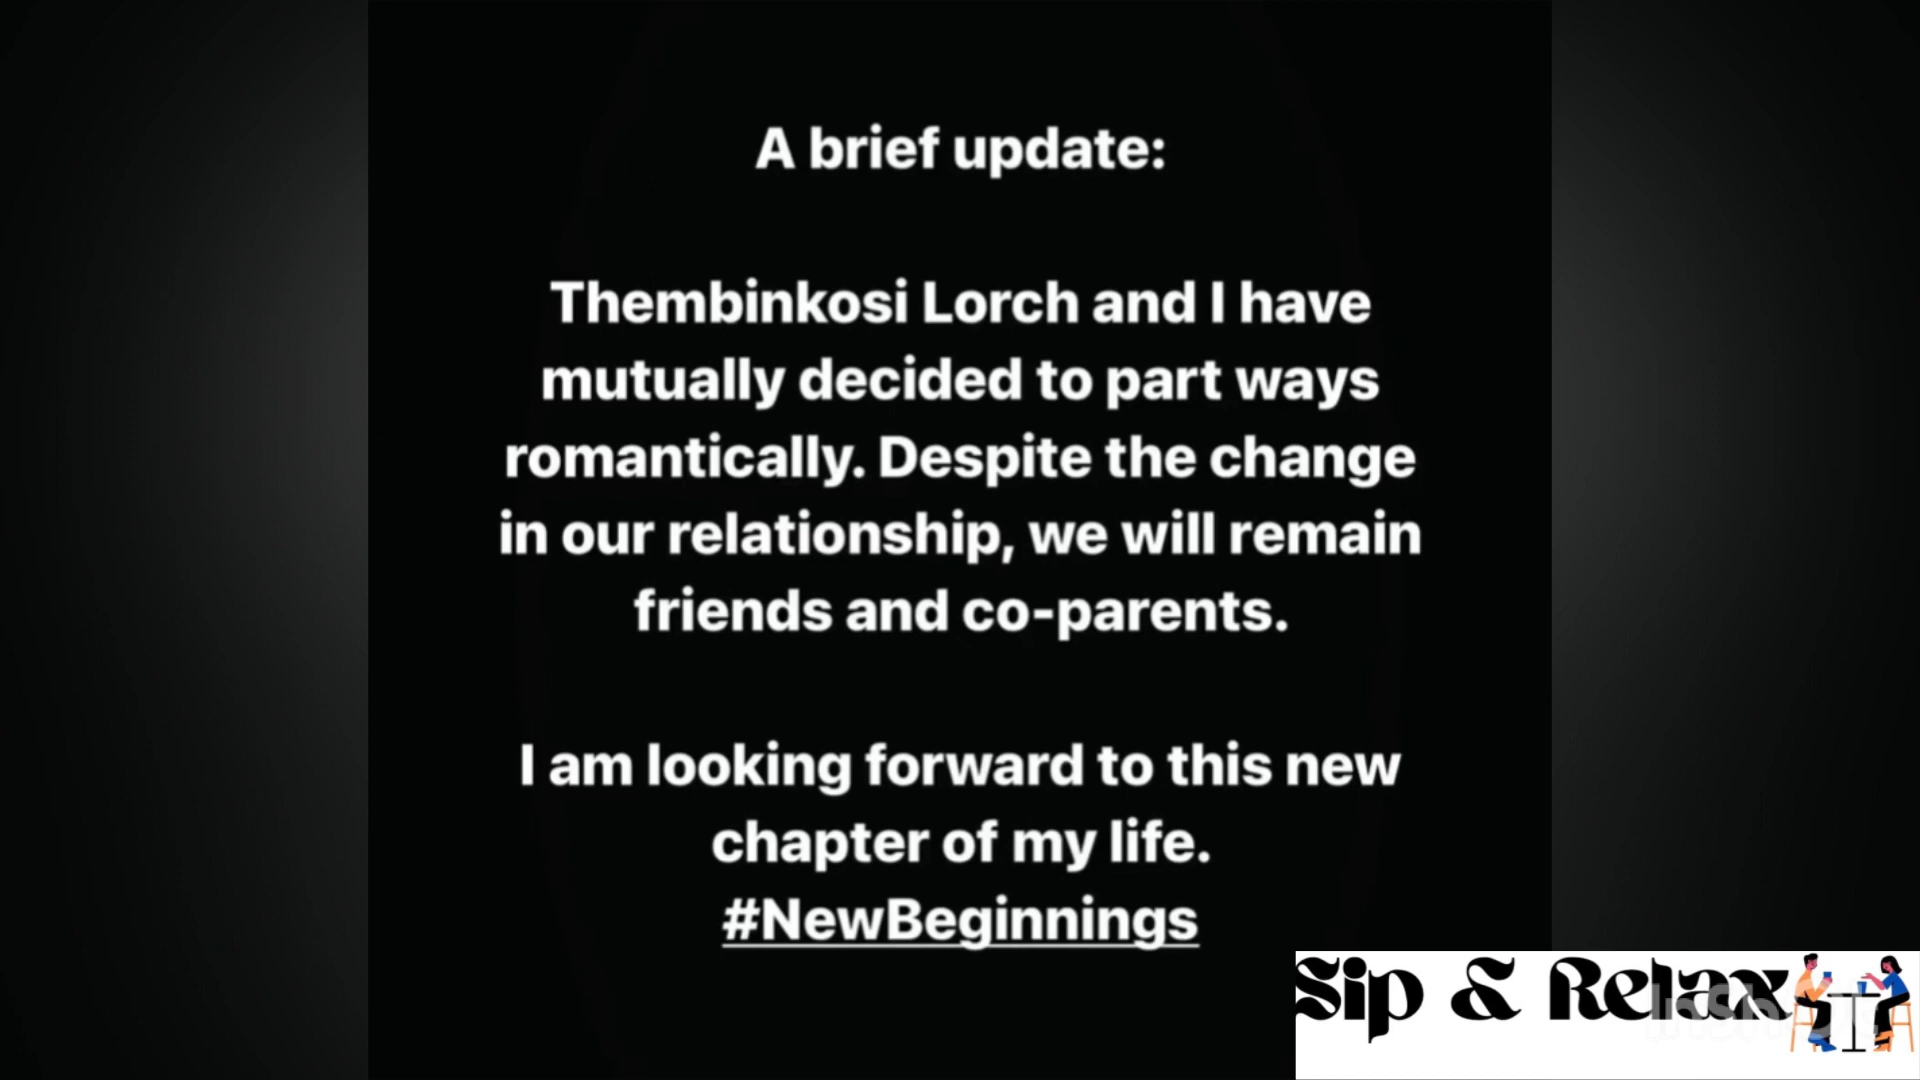 A brief update:
Thembinkosi Lorch and I have
mutually decided to part ways
romantically. Despite the change
in our relationship, we will remain
friends and co-parents.
I am looking forward to this new
chapter of my life.
#NewBeginnings
Sip & Relax